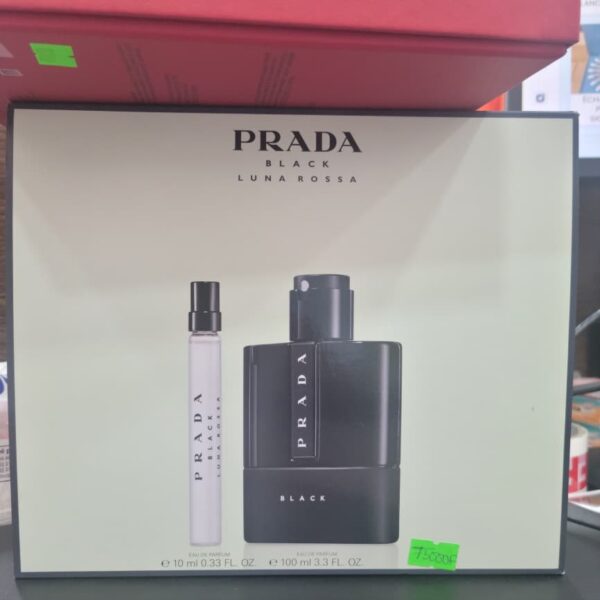 PRADA
BLACK
LUNA ROSSA
PRADA
BLACK
LUNA ROSSA
PRADA
BLACK
EAU DE PARFUM
℮ 10 ml 0.33 FL. OZ.
EAU DE PARFUM
℮ 100 ml 3.3 FL. OZ.
75000F